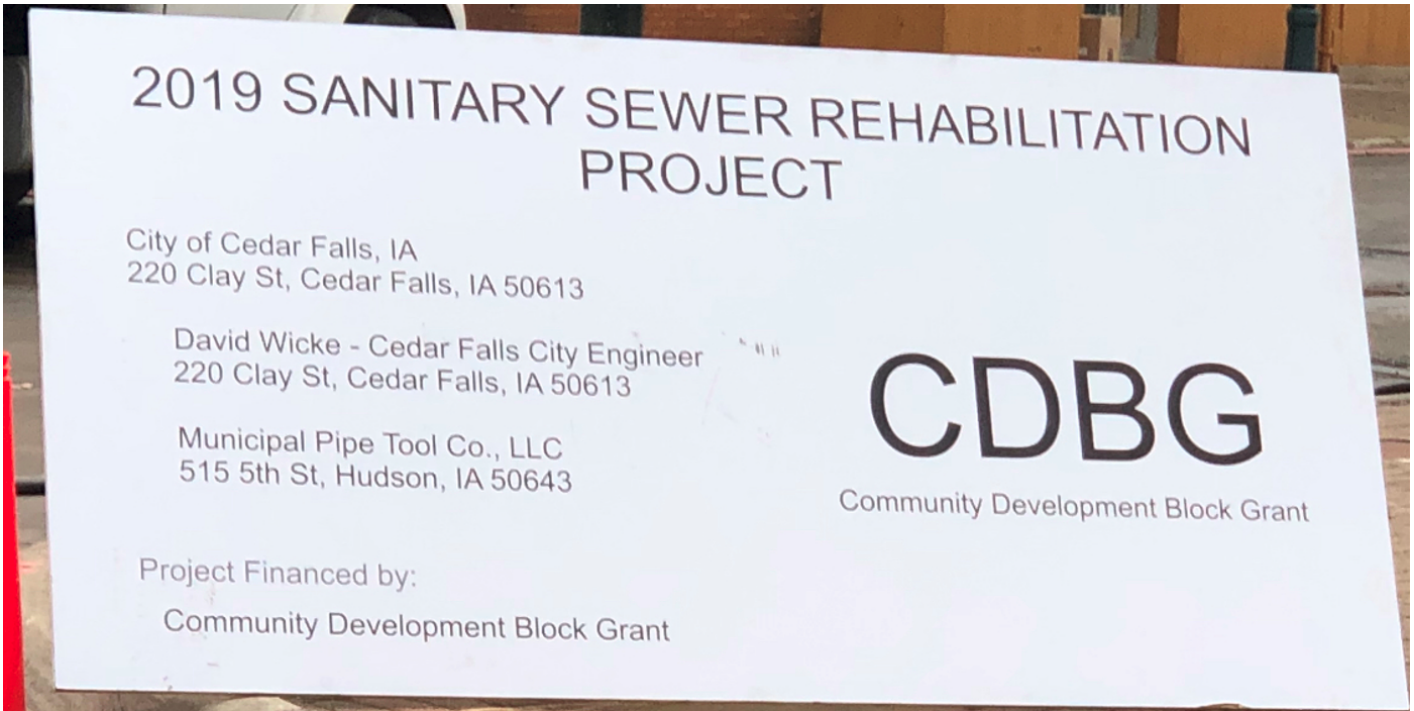 2019 SANITARY SEWER REHABILITATION
PROJECT
City of Cedar Falls, IA
220 Clay St, Cedar Falls, IA 50613
David Wicke - Cedar Falls City Engineer
220 Clay St, Cedar Falls, IA 50613
Municipal Pipe Tool Co., LLC
515 5th St, Hudson, IA 50643
CDBG
Community Development Block Grant
Project Financed by:
Community Development Block Grant